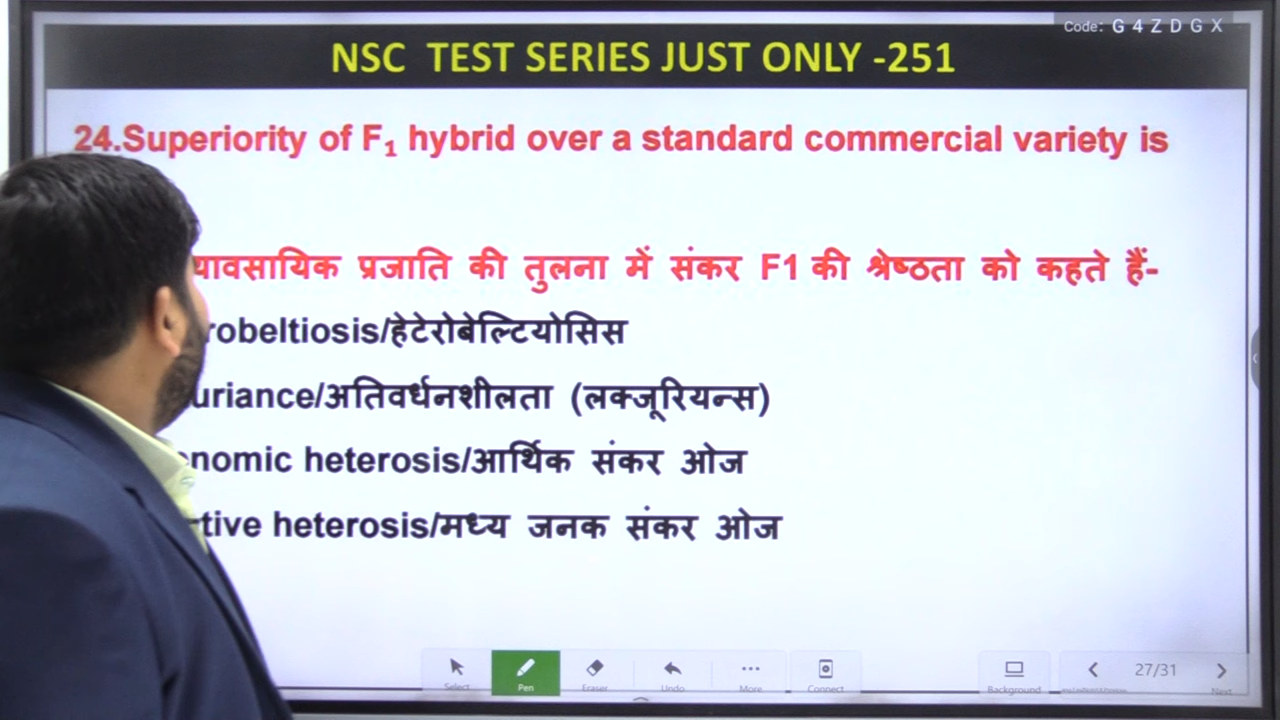 Code: G4ZDGX
NSC TEST SERIES JUST ONLY -251
24.Superiority of F₁ hybrid over a standard commercial variety is
यावसायिक प्रजाति की तुलना में संकर F1 की श्रेष्ठता को कहते हैं-
robeltiosis/हेटेरोबेल्टियोसिस
uriance/अतिवर्धनशीलता (लक्जूरियन्स)
nomic heterosis/आर्थिक संकर ओज
tive heterosis/मध्य जनक संकर ओज
Select Pen Eraser Undo More Connect Background 27/31 Next